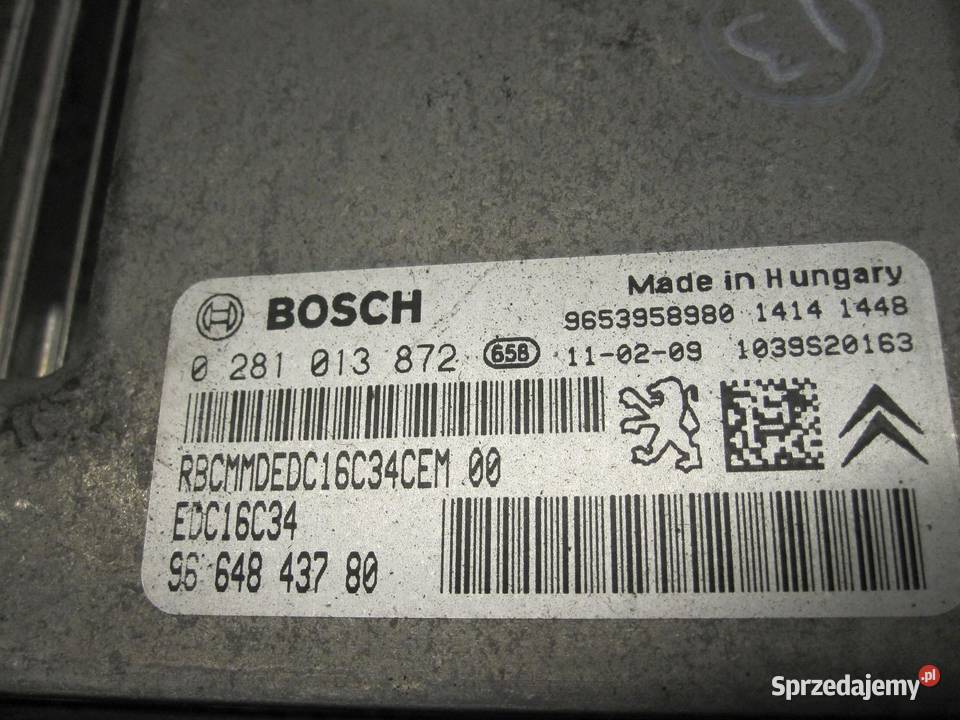 Made in Hungary
BOSCH
9653958980 1414 1448
0 281 013 872 658 11-02-09 1039S20163
RBCMMDEDC16C34CEM 00
EDC16C34
96 648 437 80
Sprzedajemy.pl